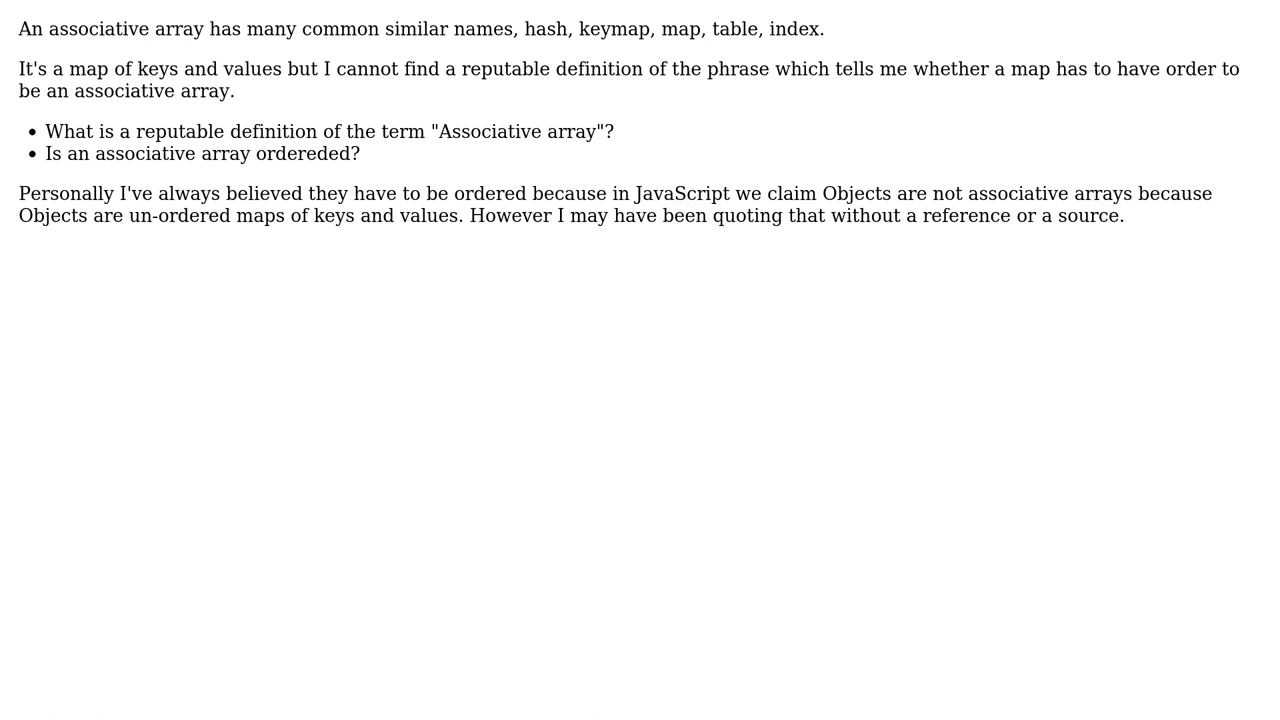 An associative array has many common similar names, hash, keymap, map, table, index.
It's a map of keys and values but I cannot find a reputable definition of the phrase which tells me whether a map has to have order to
be an associative array.
• What is a reputable definition of the term "Associative array"?
• Is an associative array ordereded?
Personally I've always believed they have to be ordered because in JavaScript we claim Objects are not associative arrays because
Objects are un-ordered maps of keys and values. However I may have been quoting that without a reference or a source.